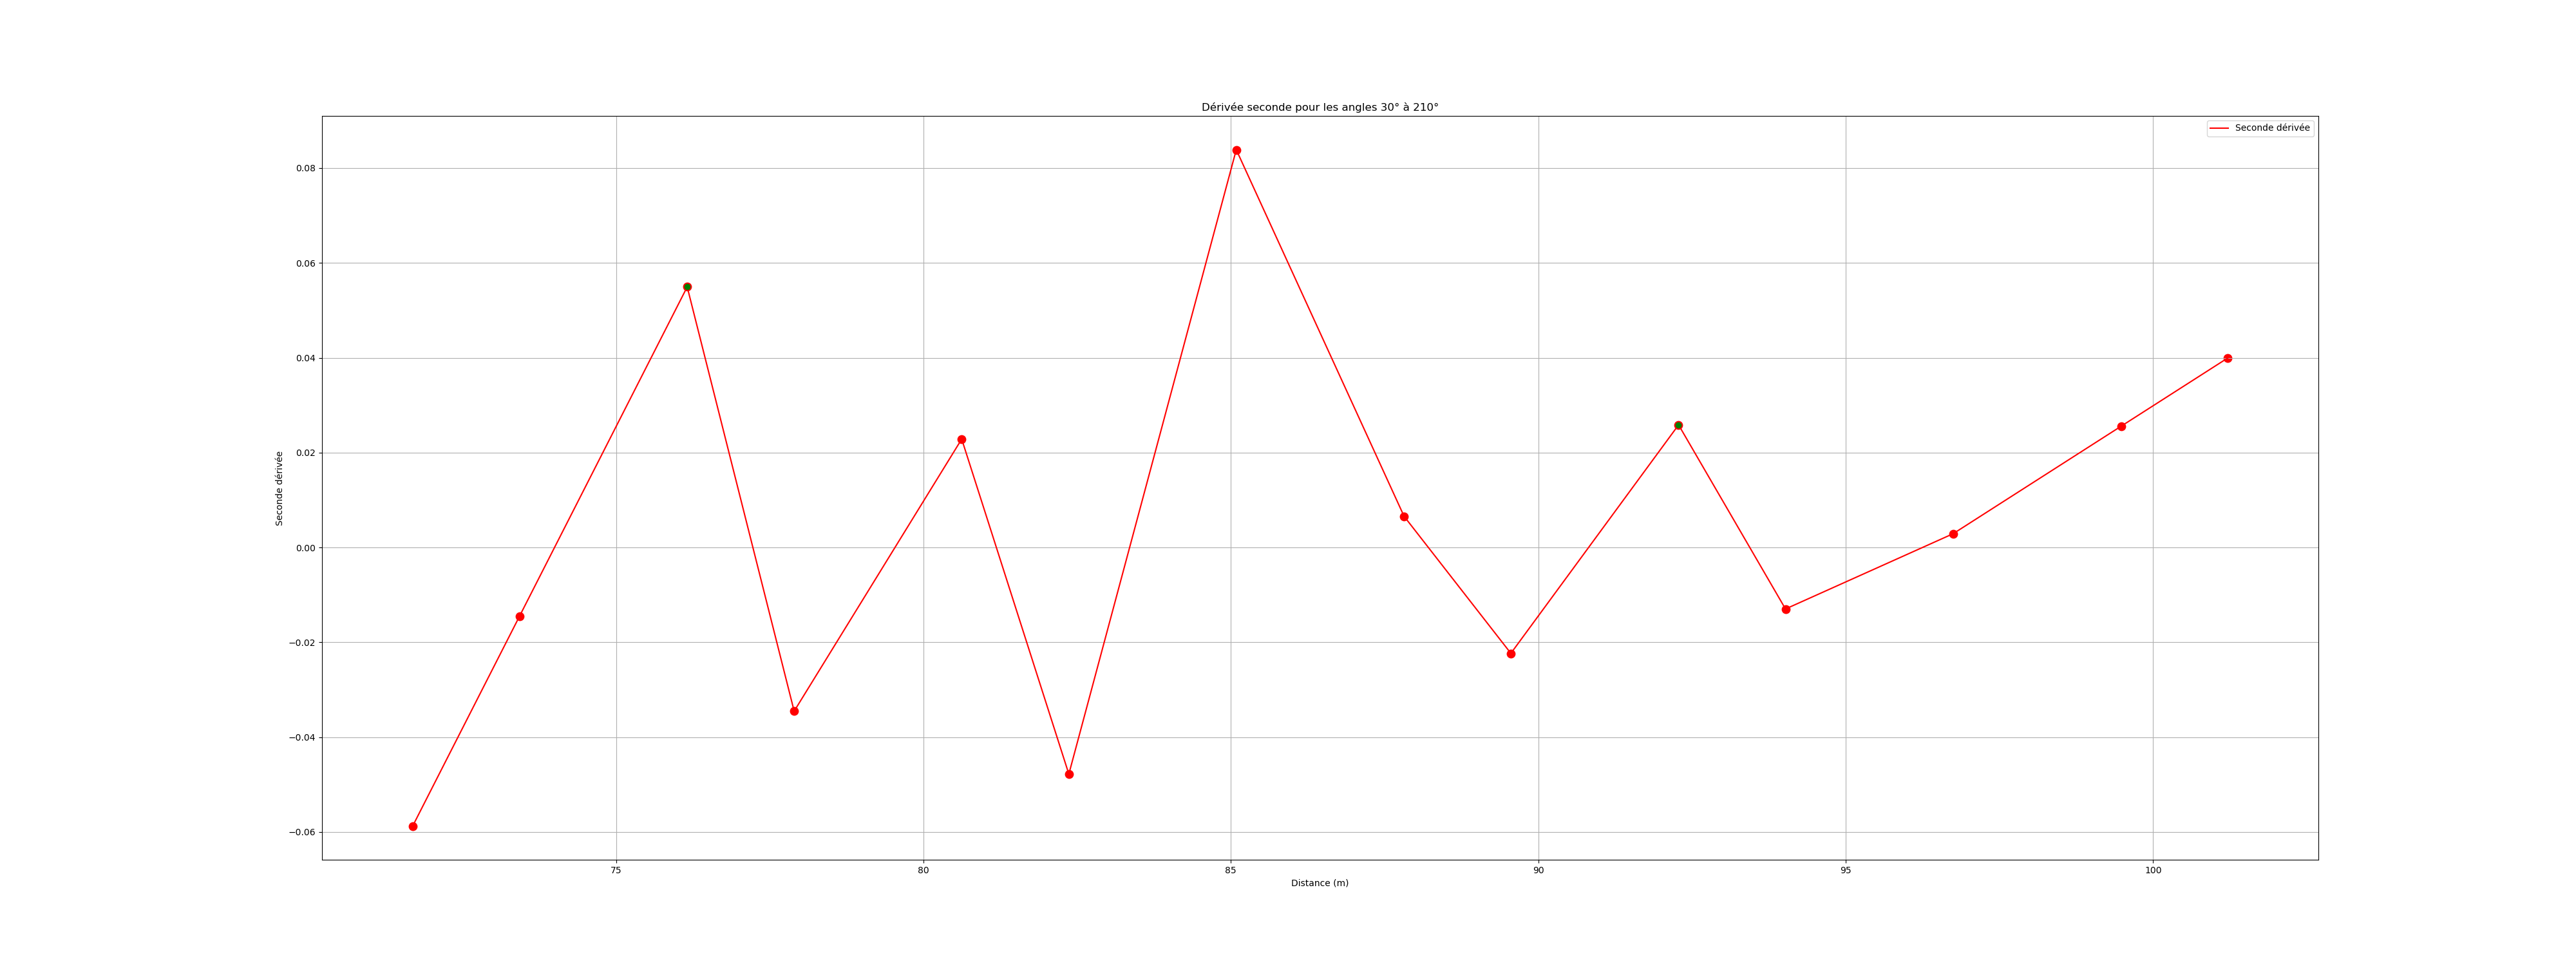 Dérivée seconde pour les angles 30° à 210°
Seconde dérivée
0.08
0.06
0.04
0.02
0.00
−0.02
−0.04
−0.06
Seconde dérivée
75 80 85 90 95 100
Distance (m)